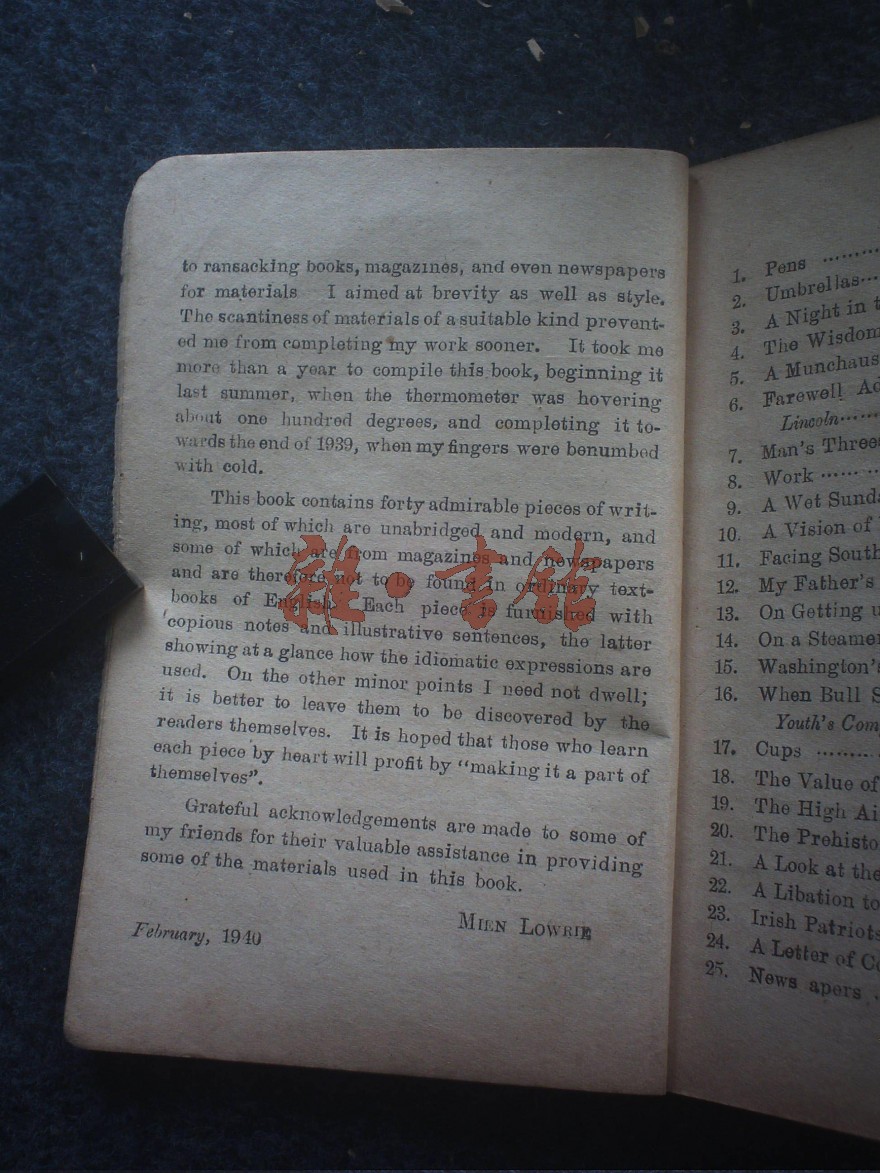 to ransacking books, magazines, and even newspapers
for materials I aimed at brevity as well as style.
The scantiness of materials of a suitable kind prevent-
ed me from completing my work sooner. It took me
more than a year to compile this book, beginning it
last summer, when the thermometer was hovering
about one hundred degrees, and completing it to-
wards the end of 1939, when my fingers were benumbed
with cold.
This book contains forty admirable pieces of writ-
ing, most of which are unabridged and modern, and
some of which are from magazines and newspapers
and are therefore not to be found in ordinary text-
books of English. Each piece is furnished with
copious notes and illustrative sentences, the latter
showing at a glance how the idiomatic expressions are
used. On the other minor points I need not dwell;
it is better to leave them to be discovered by the
readers themselves. It is hoped that those who learn
each piece by heart will profit by "making it a part of
themselves".
Grateful acknowledgements are made to some of
my friends for their valuable assistance in providing
some of the materials used in this book.
MIEN LOWRIE
February, 1940
雜·書館
1. Pens ..........
2. Umbrellas...
3. A Night in t
4. The Wisdom
5. A Munchaus
6. Farewell Ad
Lincoln......
7. Man's Three
8. Work .........
9. A Wet Sunda
10. A Vision of
11. Facing South
12. My Father's
13. On Getting u
14. On a Steamer
15. Washington's
16. When Bull S
Youth's Com
17. Cups ..........
18. The Value of
19. The High Ai
20. The Prehisto
21. A Look at the
22. A Libation to
23. Irish Patriots
24. A Letter of Co
25. News apers .